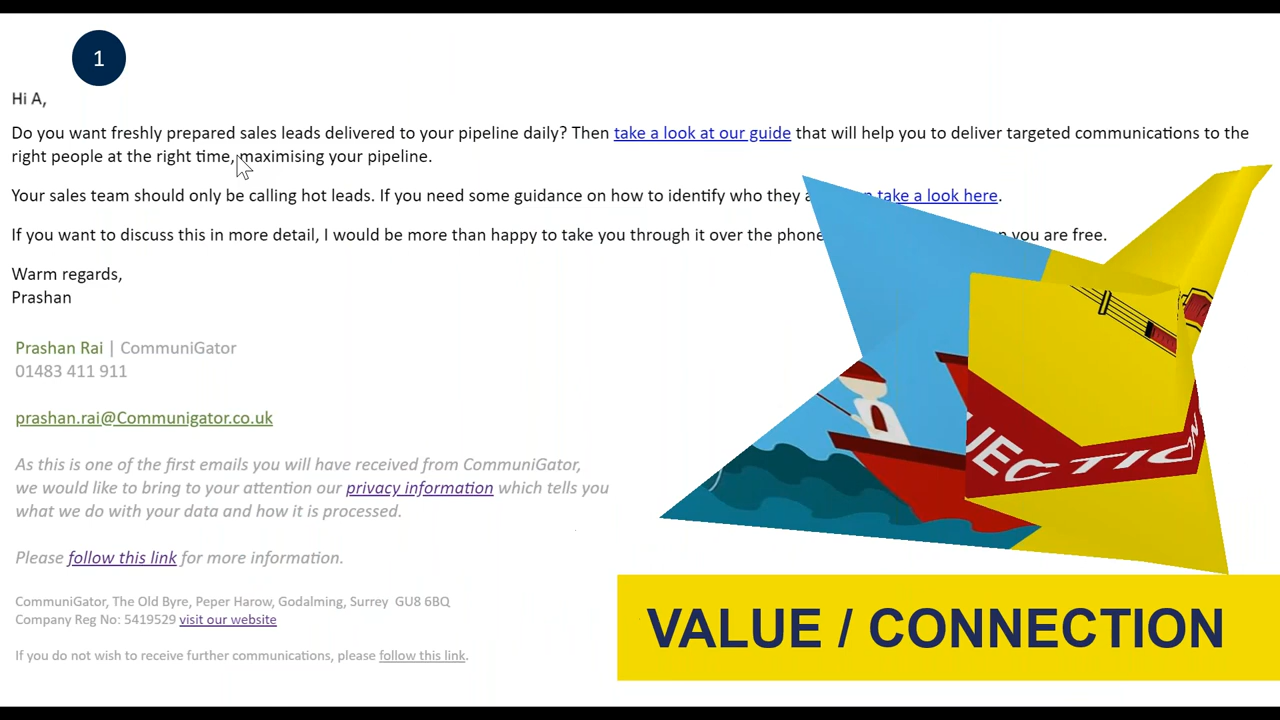 1
Hi A,
Do you want freshly prepared sales leads delivered to your pipeline daily? Then take a look at our guide that will help you to deliver targeted communications to the
right people at the right time, maximising your pipeline.
Your sales team should only be calling hot leads. If you need some guidance on how to identify who they take a look here.
If you want to discuss this in more detail, I would be more than happy to take you through it over the phone you are free.
Warm regards,
Prashan
Prashan Rai | CommuniGator
01483 411 911
prashan.rai@Communigator.co.uk
As this is one of the first emails you will have received from CommuniGator,
we would like to bring to your attention our privacy information which tells you
what we do with your data and how it is processed.
Please follow this link for more information.
CommuniGator, The Old Byre, Peper Harow, Godalming, Surrey GU8 6BQ
Company Reg No: 5419529 visit our website
If you do not wish to receive further communications, please follow this link.
VALUE / CONNECTION